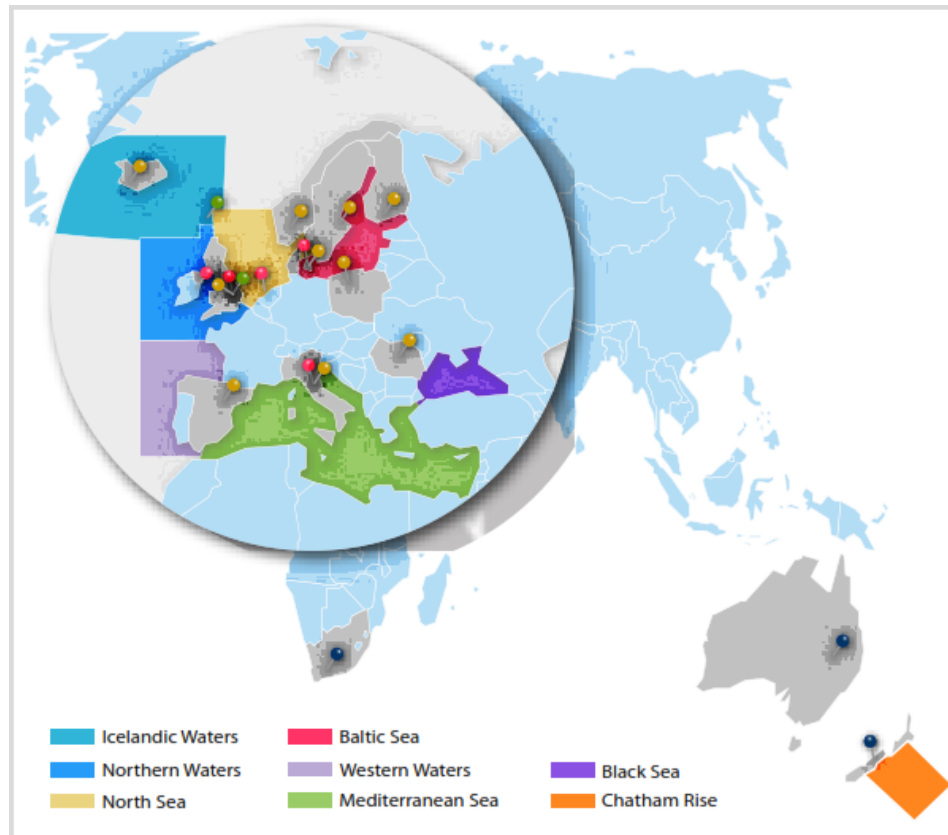 Icelandic Waters
Baltic Sea
Northern Waters
Western Waters
Black Sea
North Sea
Mediterranean Sea
Chatham Rise